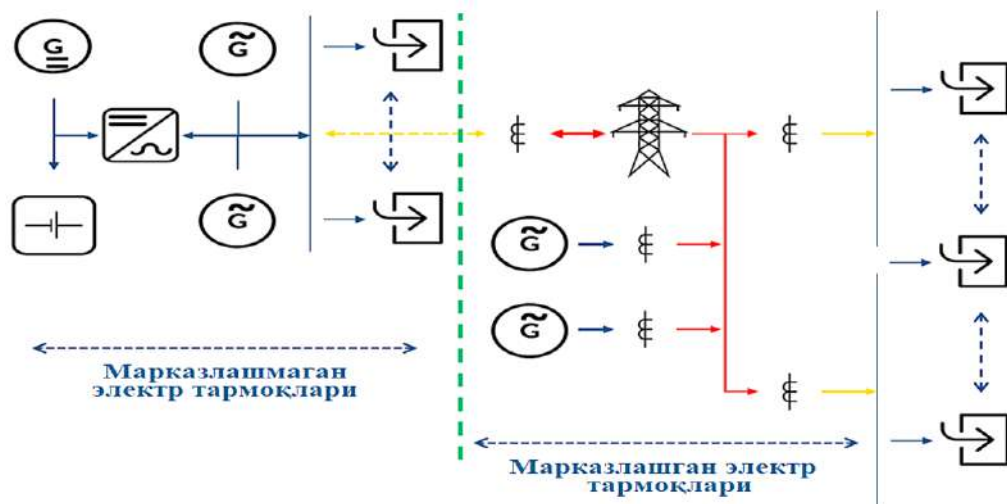 G
G̃
G̃
G̃
G̃
Марказлашмаган
электр тармоқлари
Марказлашган электр
тармоқлари